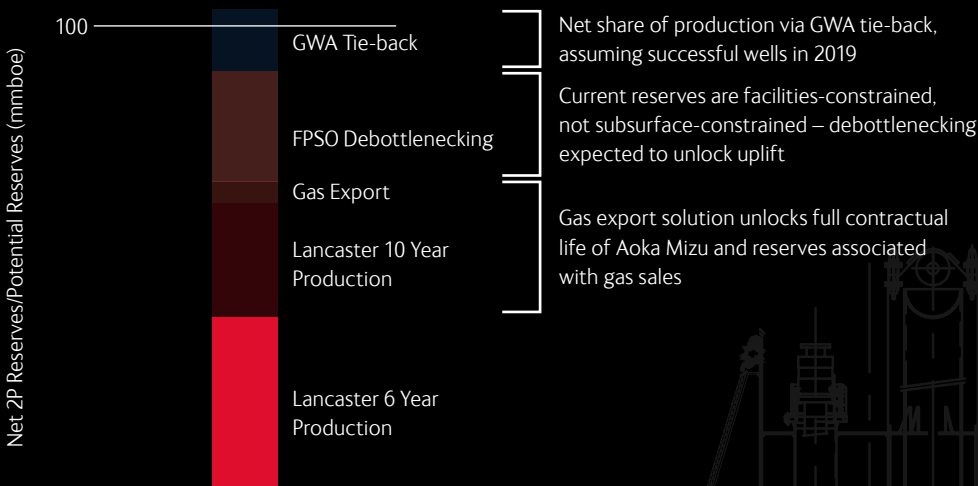 Net 2P Reserves/Potential Reserves (mmboe)
100
GWA Tie-back
Net share of production via GWA tie-back,
assuming successful wells in 2019
FPSO Debottlenecking
Current reserves are facilities-constrained,
not subsurface-constrained – debottlenecking
expected to unlock uplift
Gas Export
Lancaster 10 Year
Production
Gas export solution unlocks full contractual
life of Aoka Mizu and reserves associated
with gas sales
Lancaster 6 Year
Production